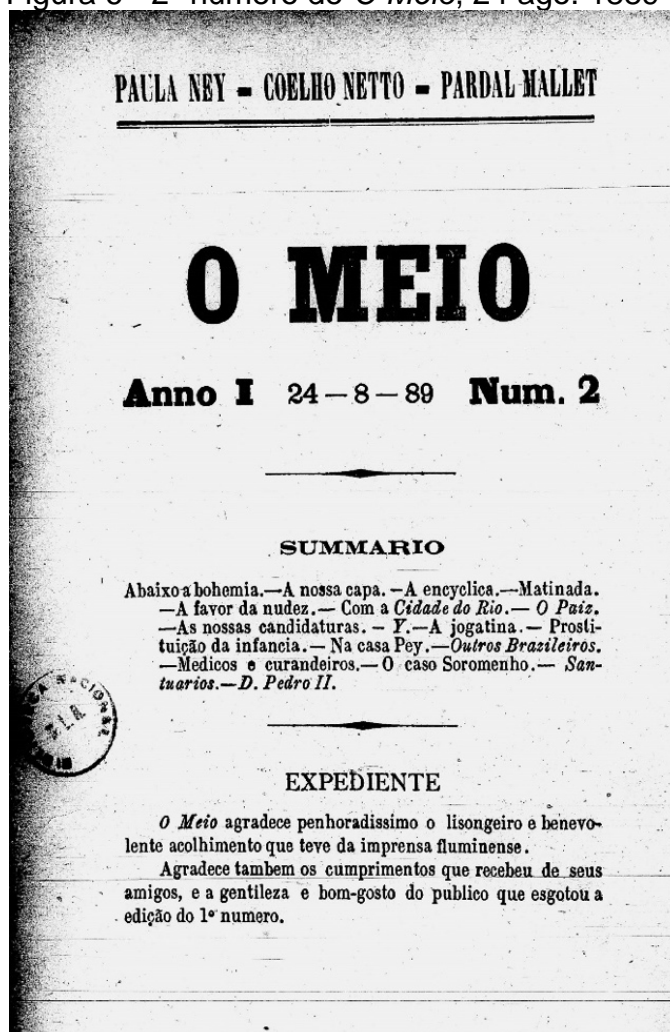 PAULA NEY – COELHO NETTO – PARDAL MALLET
O MEIO
Anno I 24 — 8 — 89 Num. 2
SUMMARIO
Abaixo a bohemia.—A nossa capa. —A encyclica.—Matinada.
—A favor da nudez.— Com a Cidade do Rio.— O Paiz.
—As nossas candidaturas. – Y.—A jogatina.— Prosti-
tuição da infancia.— Na casa Pey.—Outros Brazileiros.
—Medicos e curandeiros.— O caso Soromenho.— San-
tuarios.—D. Pedro II.
EXPEDIENTE
O Meio agradece penhoradissimo o lisongeiro e benevo-
lente acolhimento que teve da imprensa fluminense.
Agradece tambem os cumprimentos que recebeu de seus
amigos, e a gentileza e bom-gosto do publico que esgotou a
edição do 1º numero.